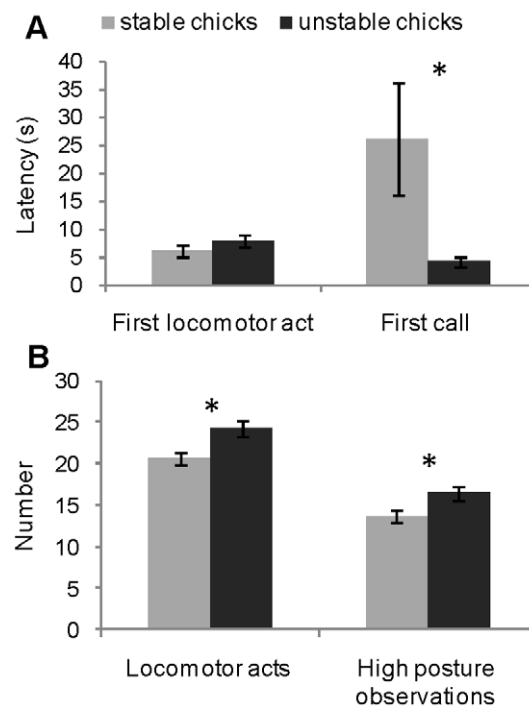 A
stable chicks unstable chicks
Latency (s)
40
35
30
25
20
15
10
5
0
*
First locomotor act First call
B
Number
30
25
20
15
10
5
0
*
*
Locomotor acts High posture
observations